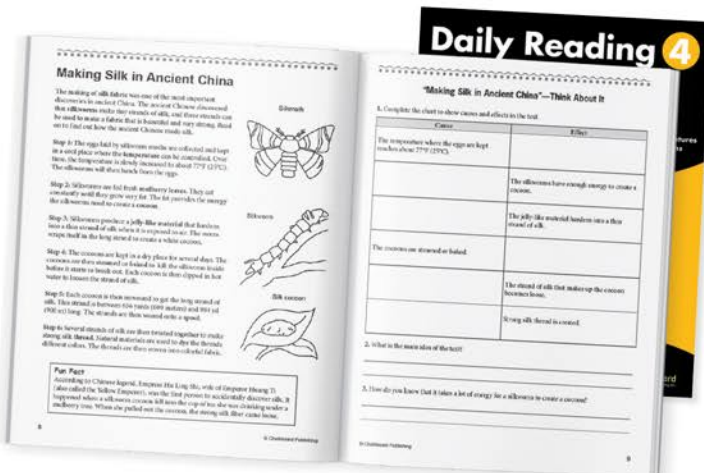 Daily Reading 4
Making Silk in Ancient China
The making of silk fabric was one of the most important
discoveries in ancient China. The ancient Chinese discovered
that silkworms make tiny strands of silk, and these strands can
be used to make a fabric that is beautiful and very strong. Read
on to find out how the ancient Chinese made silk.
Step 1: The eggs laid by silkworm moths are collected and kept
in a cool place where the temperature can be controlled. Over
time, the temperature is slowly increased to about 77°F (25°C).
The silkworms will then hatch from the eggs.
Step 2: Silkworms are fed fresh mulberry leaves. They eat
constantly until they grow very fat. The fat provides the energy
the silkworms need to create a cocoon.
Step 3: Silkworms produce a jelly-like material that hardens
into a thin strand of silk when it is exposed to air. The worm
wraps itself in the long strand to create a white cocoon.
Step 4: The cocoons are kept in a dry place for several days. The
cocoons are then steamed or baked to kill the silkworm inside
before it starts to break out. Each cocoon is then dipped in hot
water to loosen the strand of silk.
Step 5: Each cocoon is then unwound to get the long strand of
silk. This strand is between 656 yards (600 meters) and 984 yd
(900 m) long. The strands are then wound onto a spool.
Step 6: Several strands of silk are then twisted together to make
strong silk thread. Natural materials are used to dye the threads
different colors. The threads are then woven into colorful fabric.
Silkmoth
Silkworm
Silk cocoon
Fun Fact
According to Chinese legend, Empress Hsi Ling Shi, wife of Emperor Huang Ti
(also called the Yellow Emperor), was the first person to accidentally discover silk. It
happened when a silkworm cocoon fell into the cup of tea she was drinking under a
mulberry tree. When she pulled out the cocoon, the strong silk fiber came loose.
8
© Chalkboard Publishing
"Making Silk in Ancient China"—Think About It
1. Complete the chart to show causes and effects in the text.
Cause Effect
The temperature where the eggs are kept
reaches about 77°F (25°C).
The silkworms have enough energy to create a
cocoon.
The jelly-like material hardens into a thin
strand of silk.
The cocoons are steamed or baked.
The strand of silk that makes up the cocoon
becomes loose.
Strong silk thread is created.
2. What is the main idea of the text?
3. How do you know that it takes a lot of energy for a silkworm to create a cocoon?
© Chalkboard Publishing
9